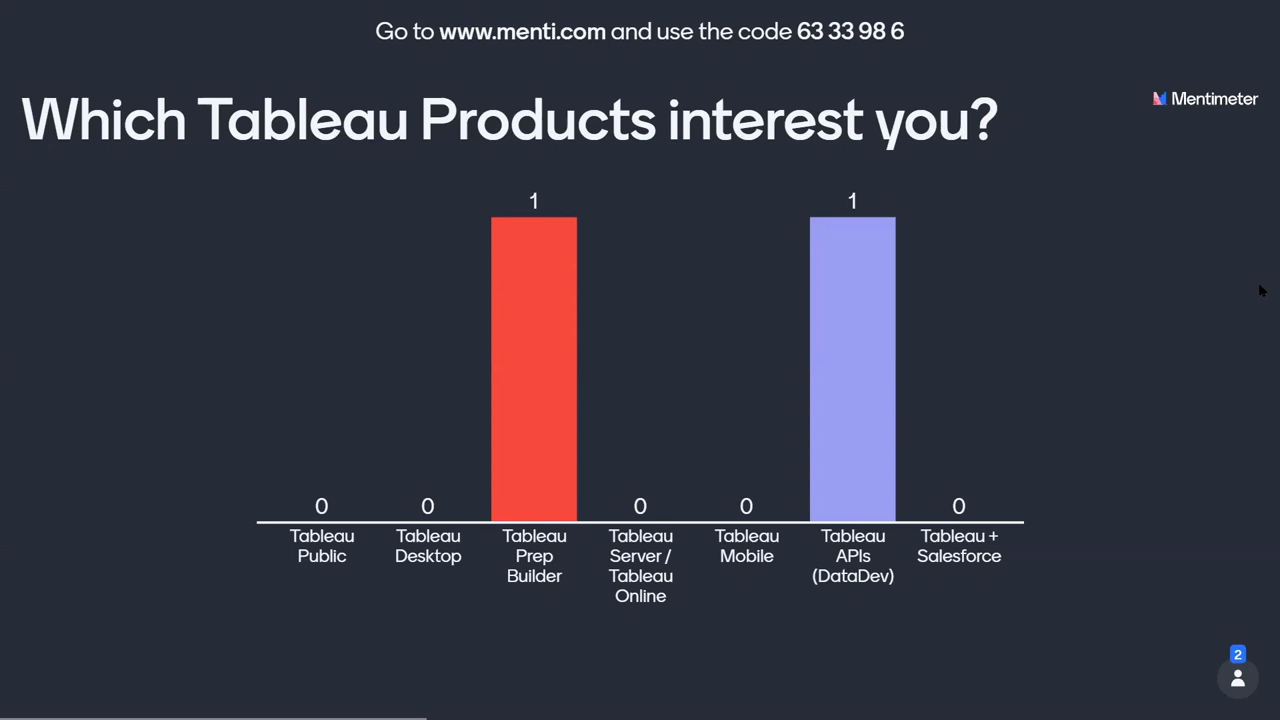 Go to www.menti.com and use the code 63 33 98 6
Which Tableau Products interest you?
Mentimeter
1
1
0
0
0
0
0
Tableau
Public
Tableau
Desktop
Tableau
Prep
Builder
Tableau
Server /
Tableau
Online
Tableau
Mobile
Tableau
APIs
(DataDev)
Tableau +
Salesforce
2